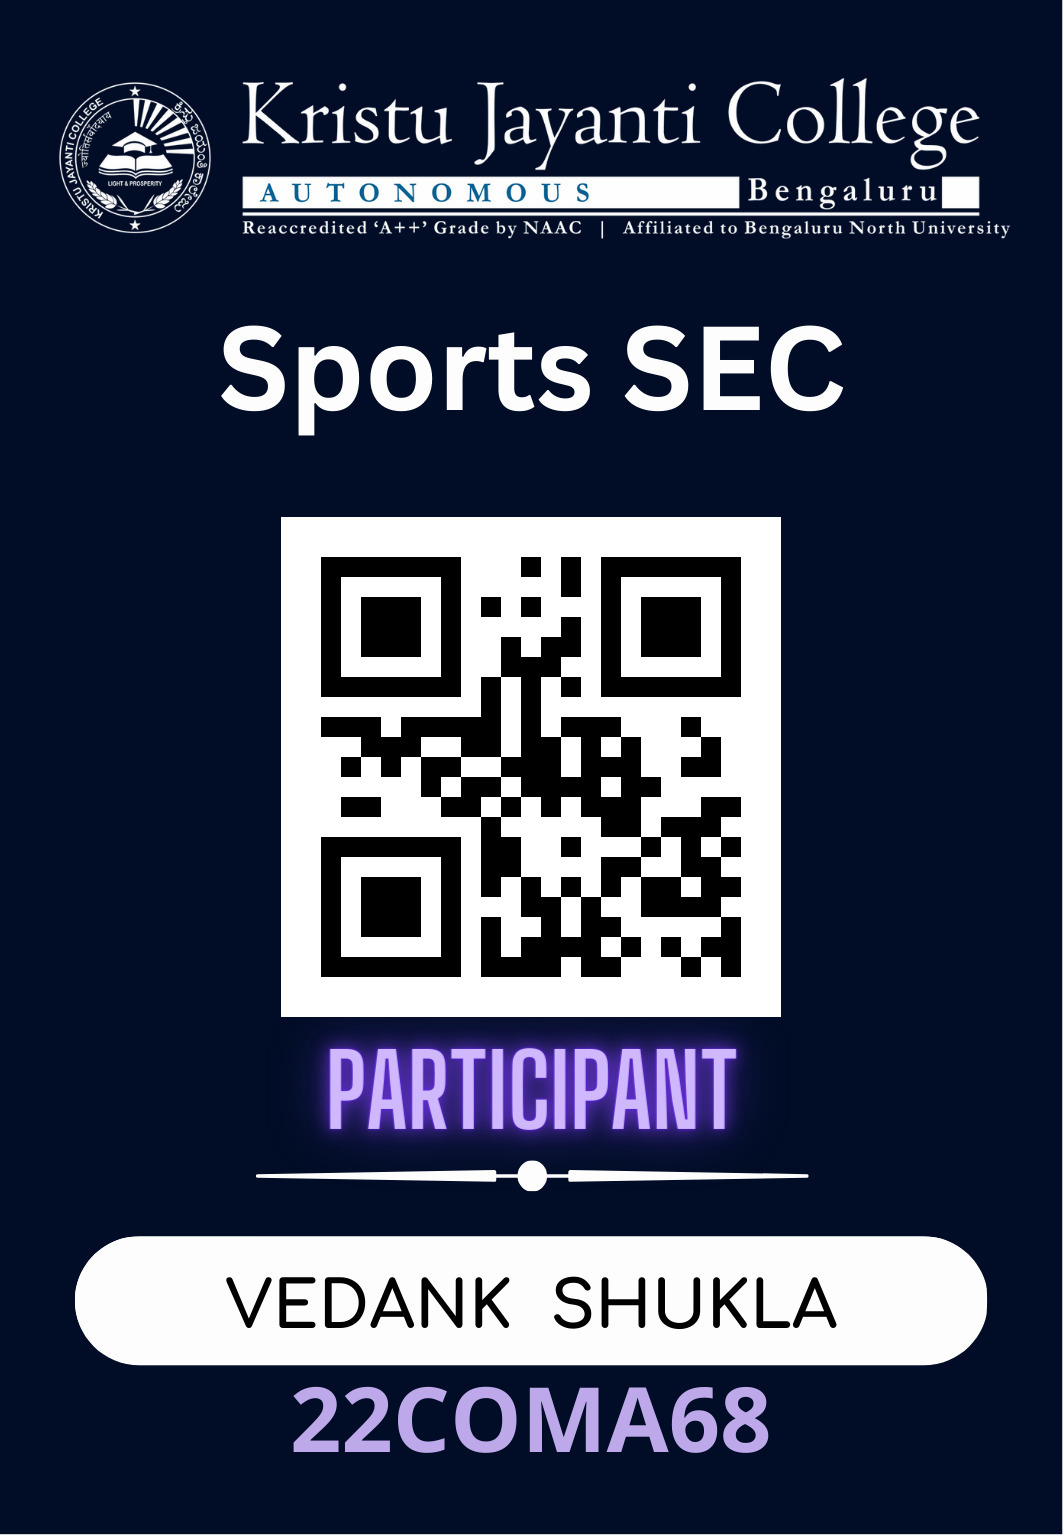 KRISTU JAYANTI COLLEGE
ಕ್ರಿಸ್ತು ಜಯಂತಿ ಕಾಲೇಜು
LIGHT & PROSPERITY
Kristu Jayanti College
AUTONOMOUS Bengaluru
Reaccredited ‘A++’ Grade by NAAC | Affiliated to Bengaluru North University
Sports SEC
PARTICIPANT
VEDANK SHUKLA
22COMA68